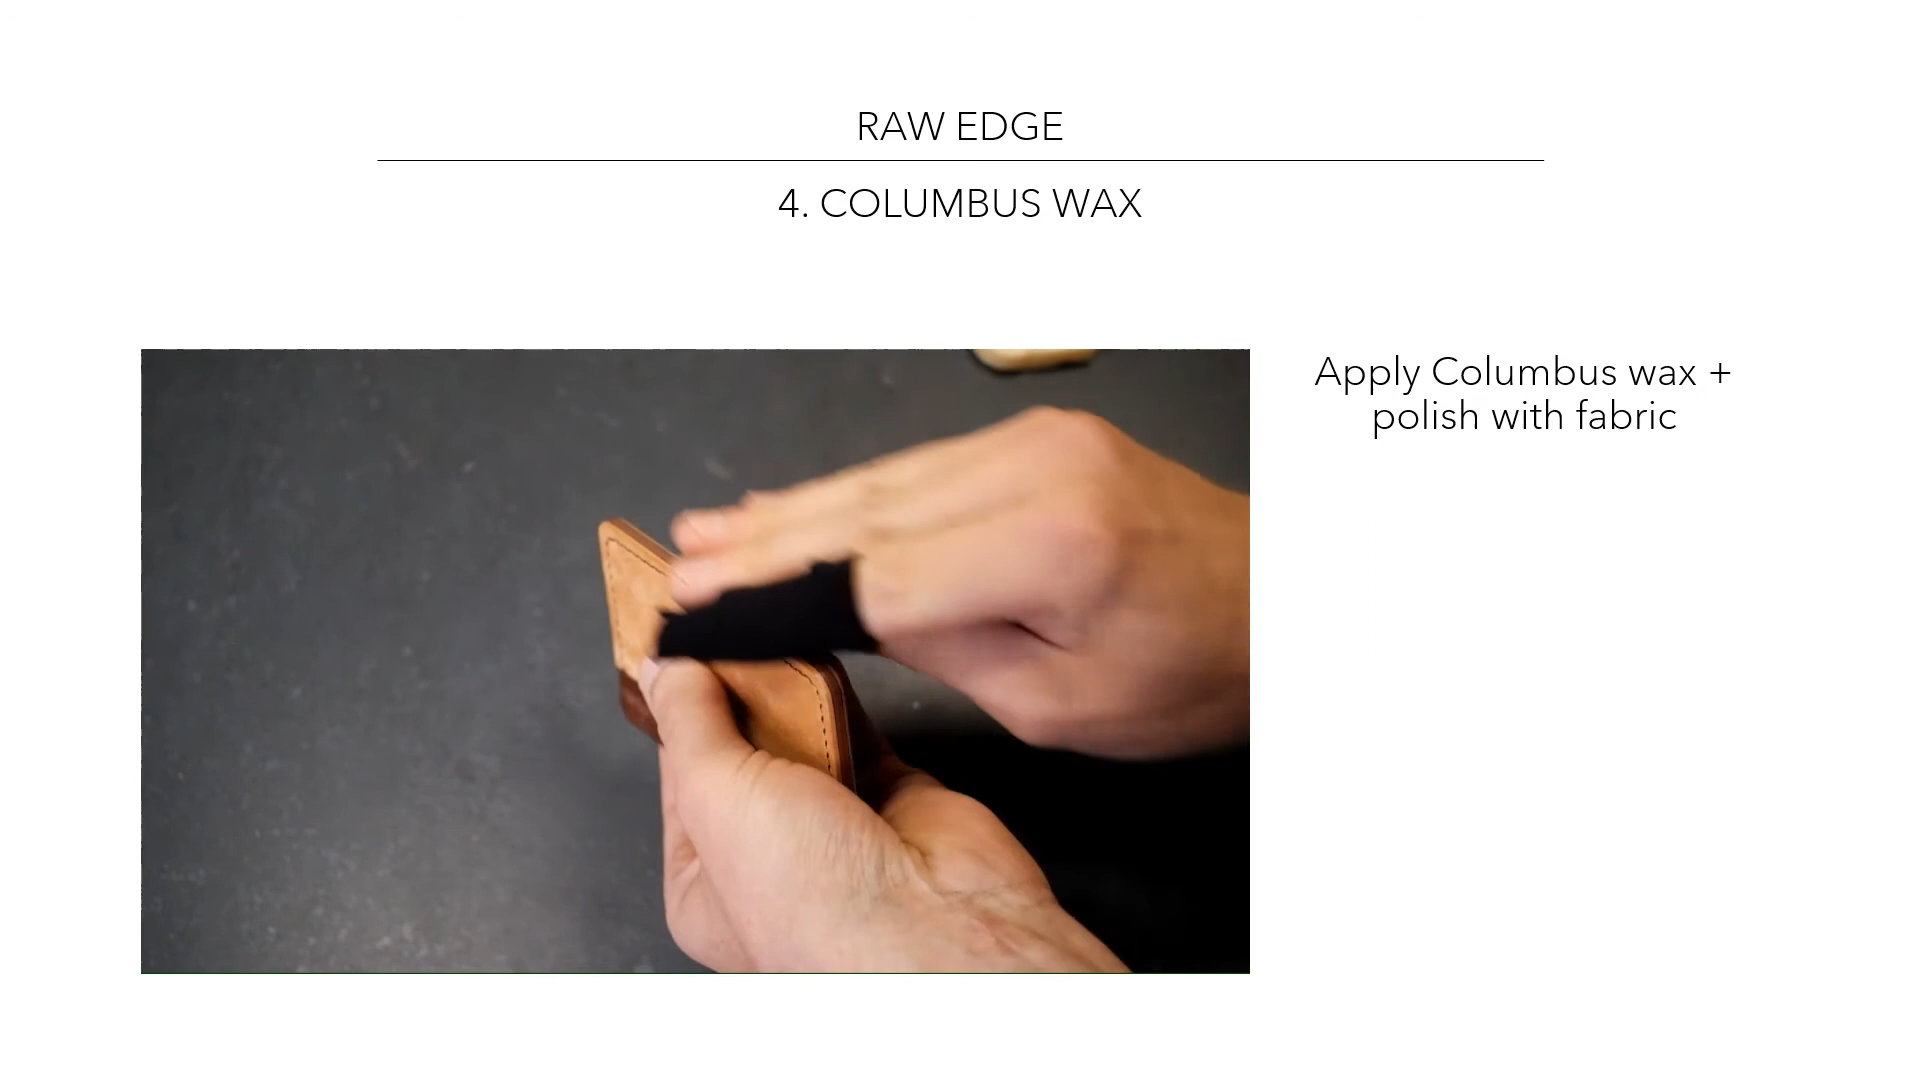 RAW EDGE
4. COLUMBUS WAX
Apply Columbus wax +
polish with fabric